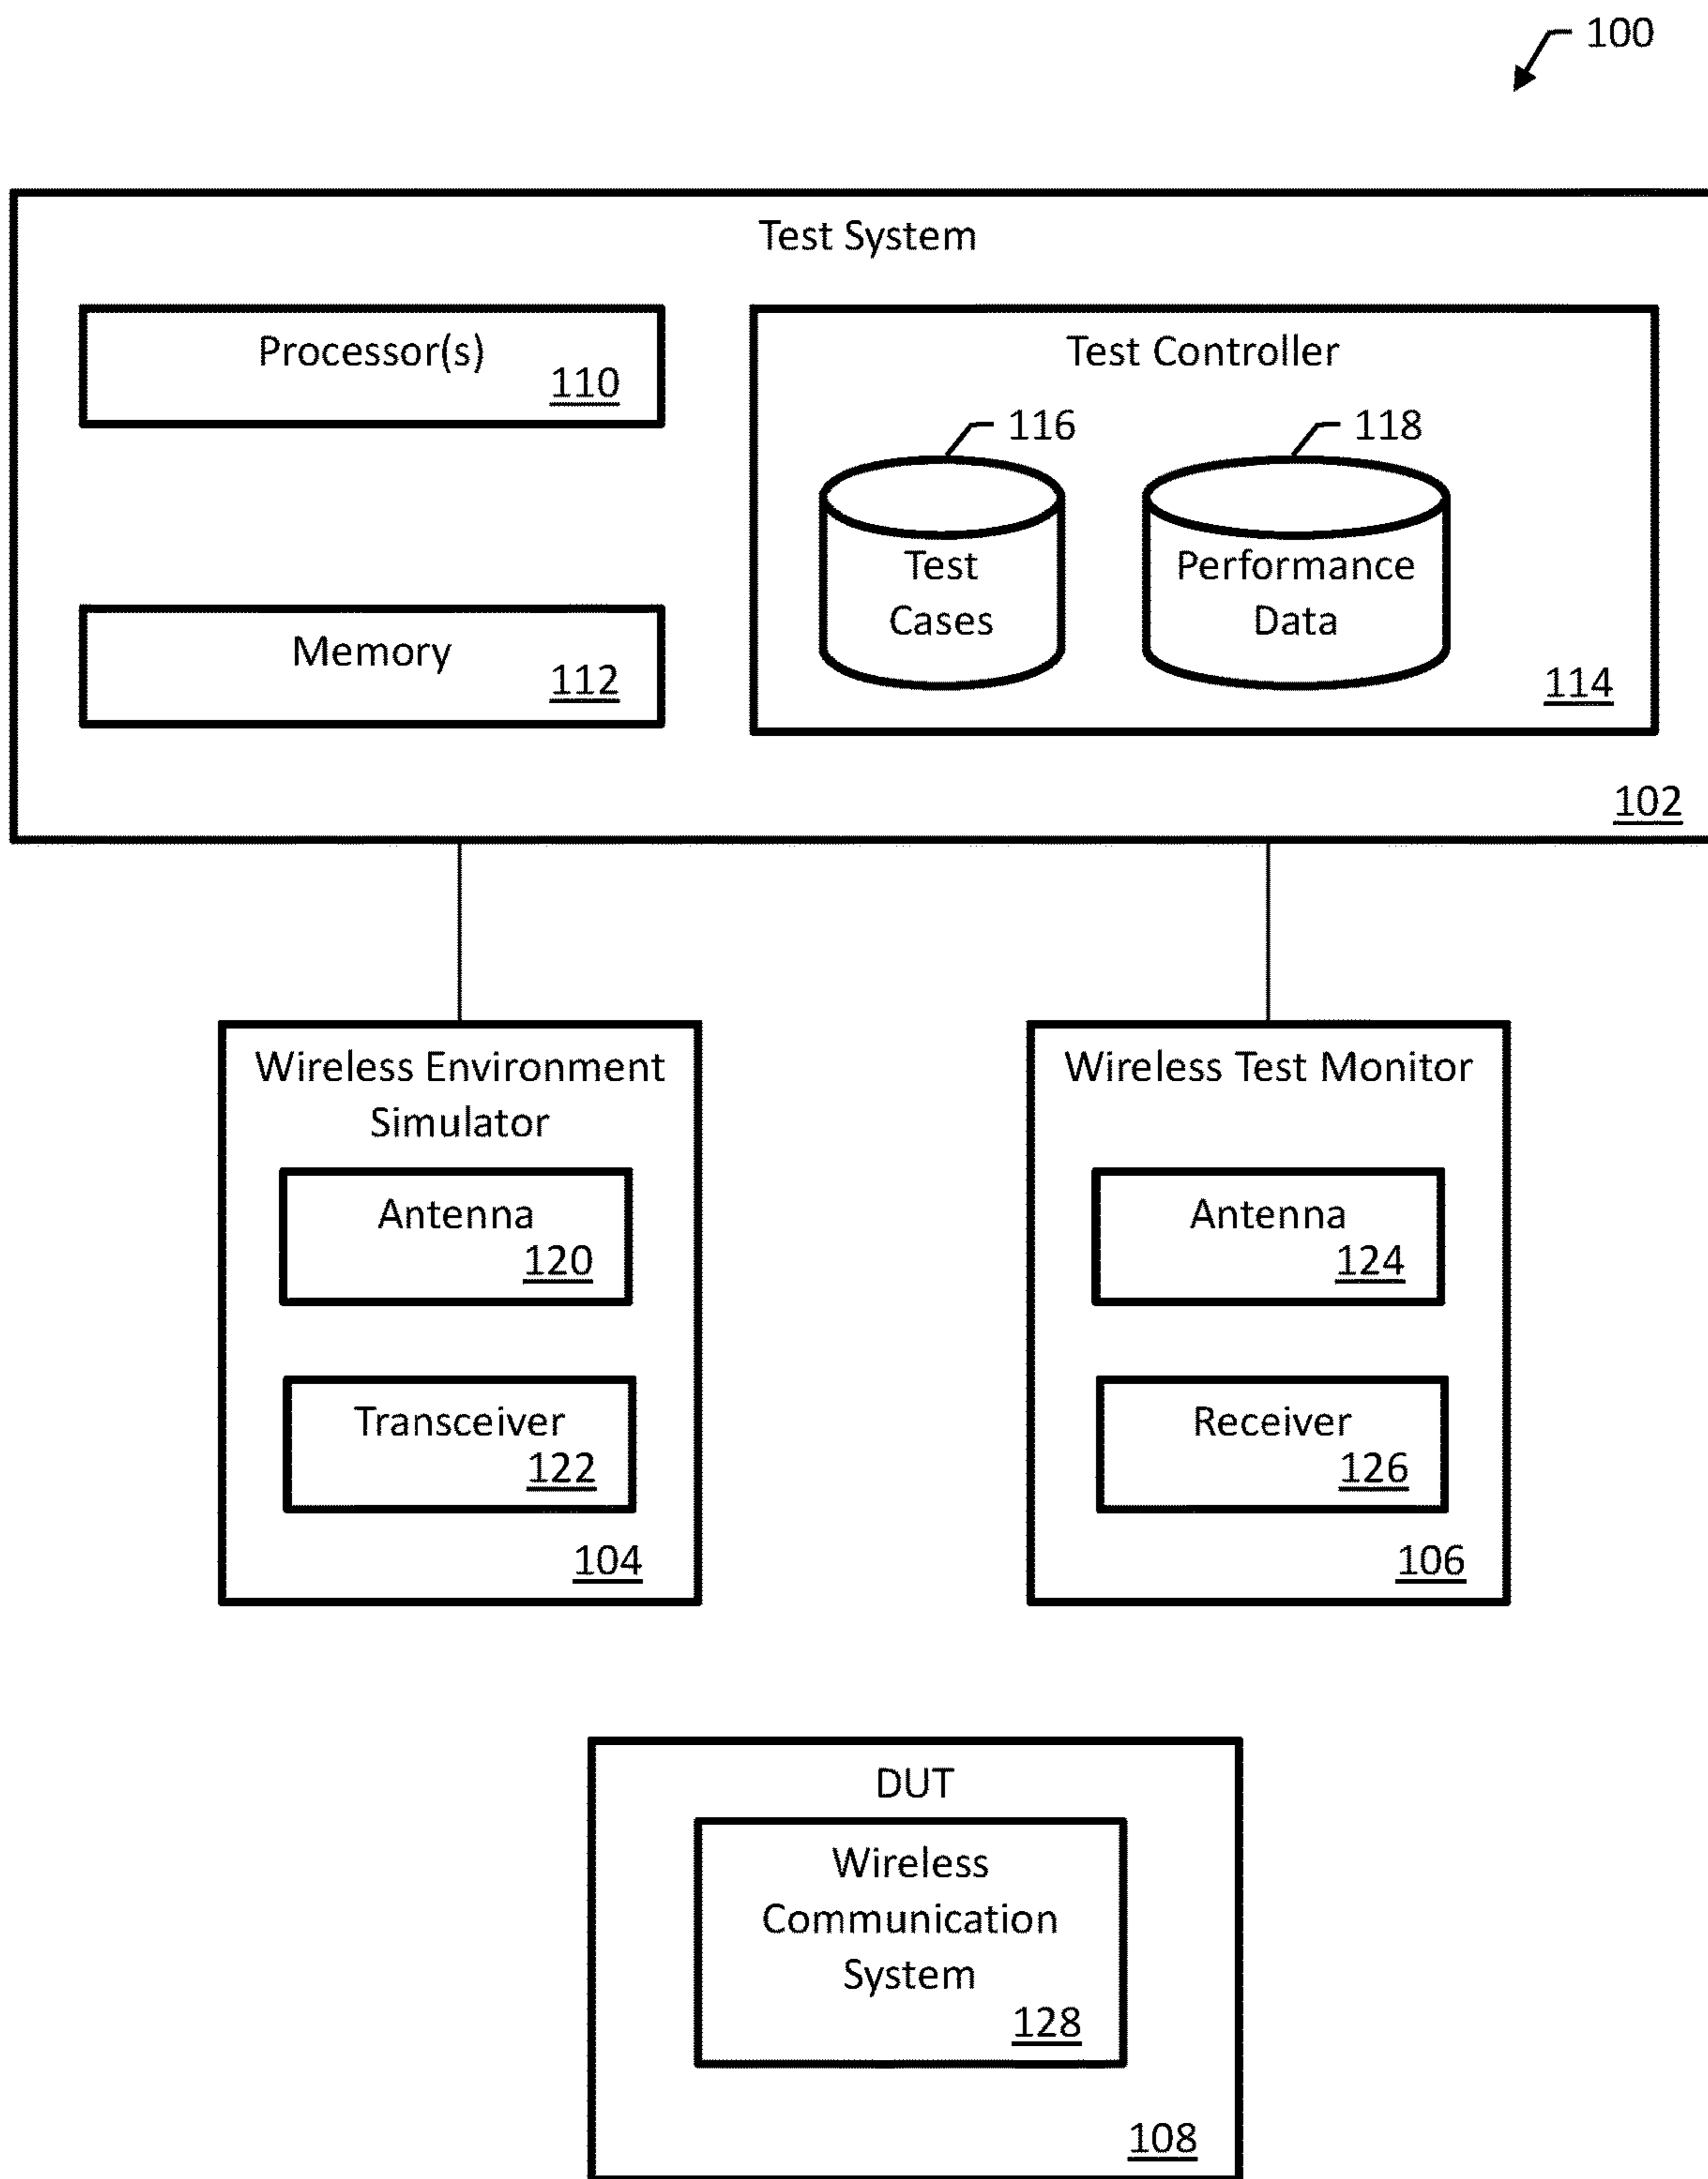 100
Test System
Processor(s)
110
Memory
112
Test Controller
116
118
Test
Cases
Performance
Data
114
102
Wireless Environment
Simulator
Antenna
120
Transceiver
122
104
Wireless Test Monitor
Antenna
124
Receiver
126
106
DUT
Wireless
Communication
System
128
108